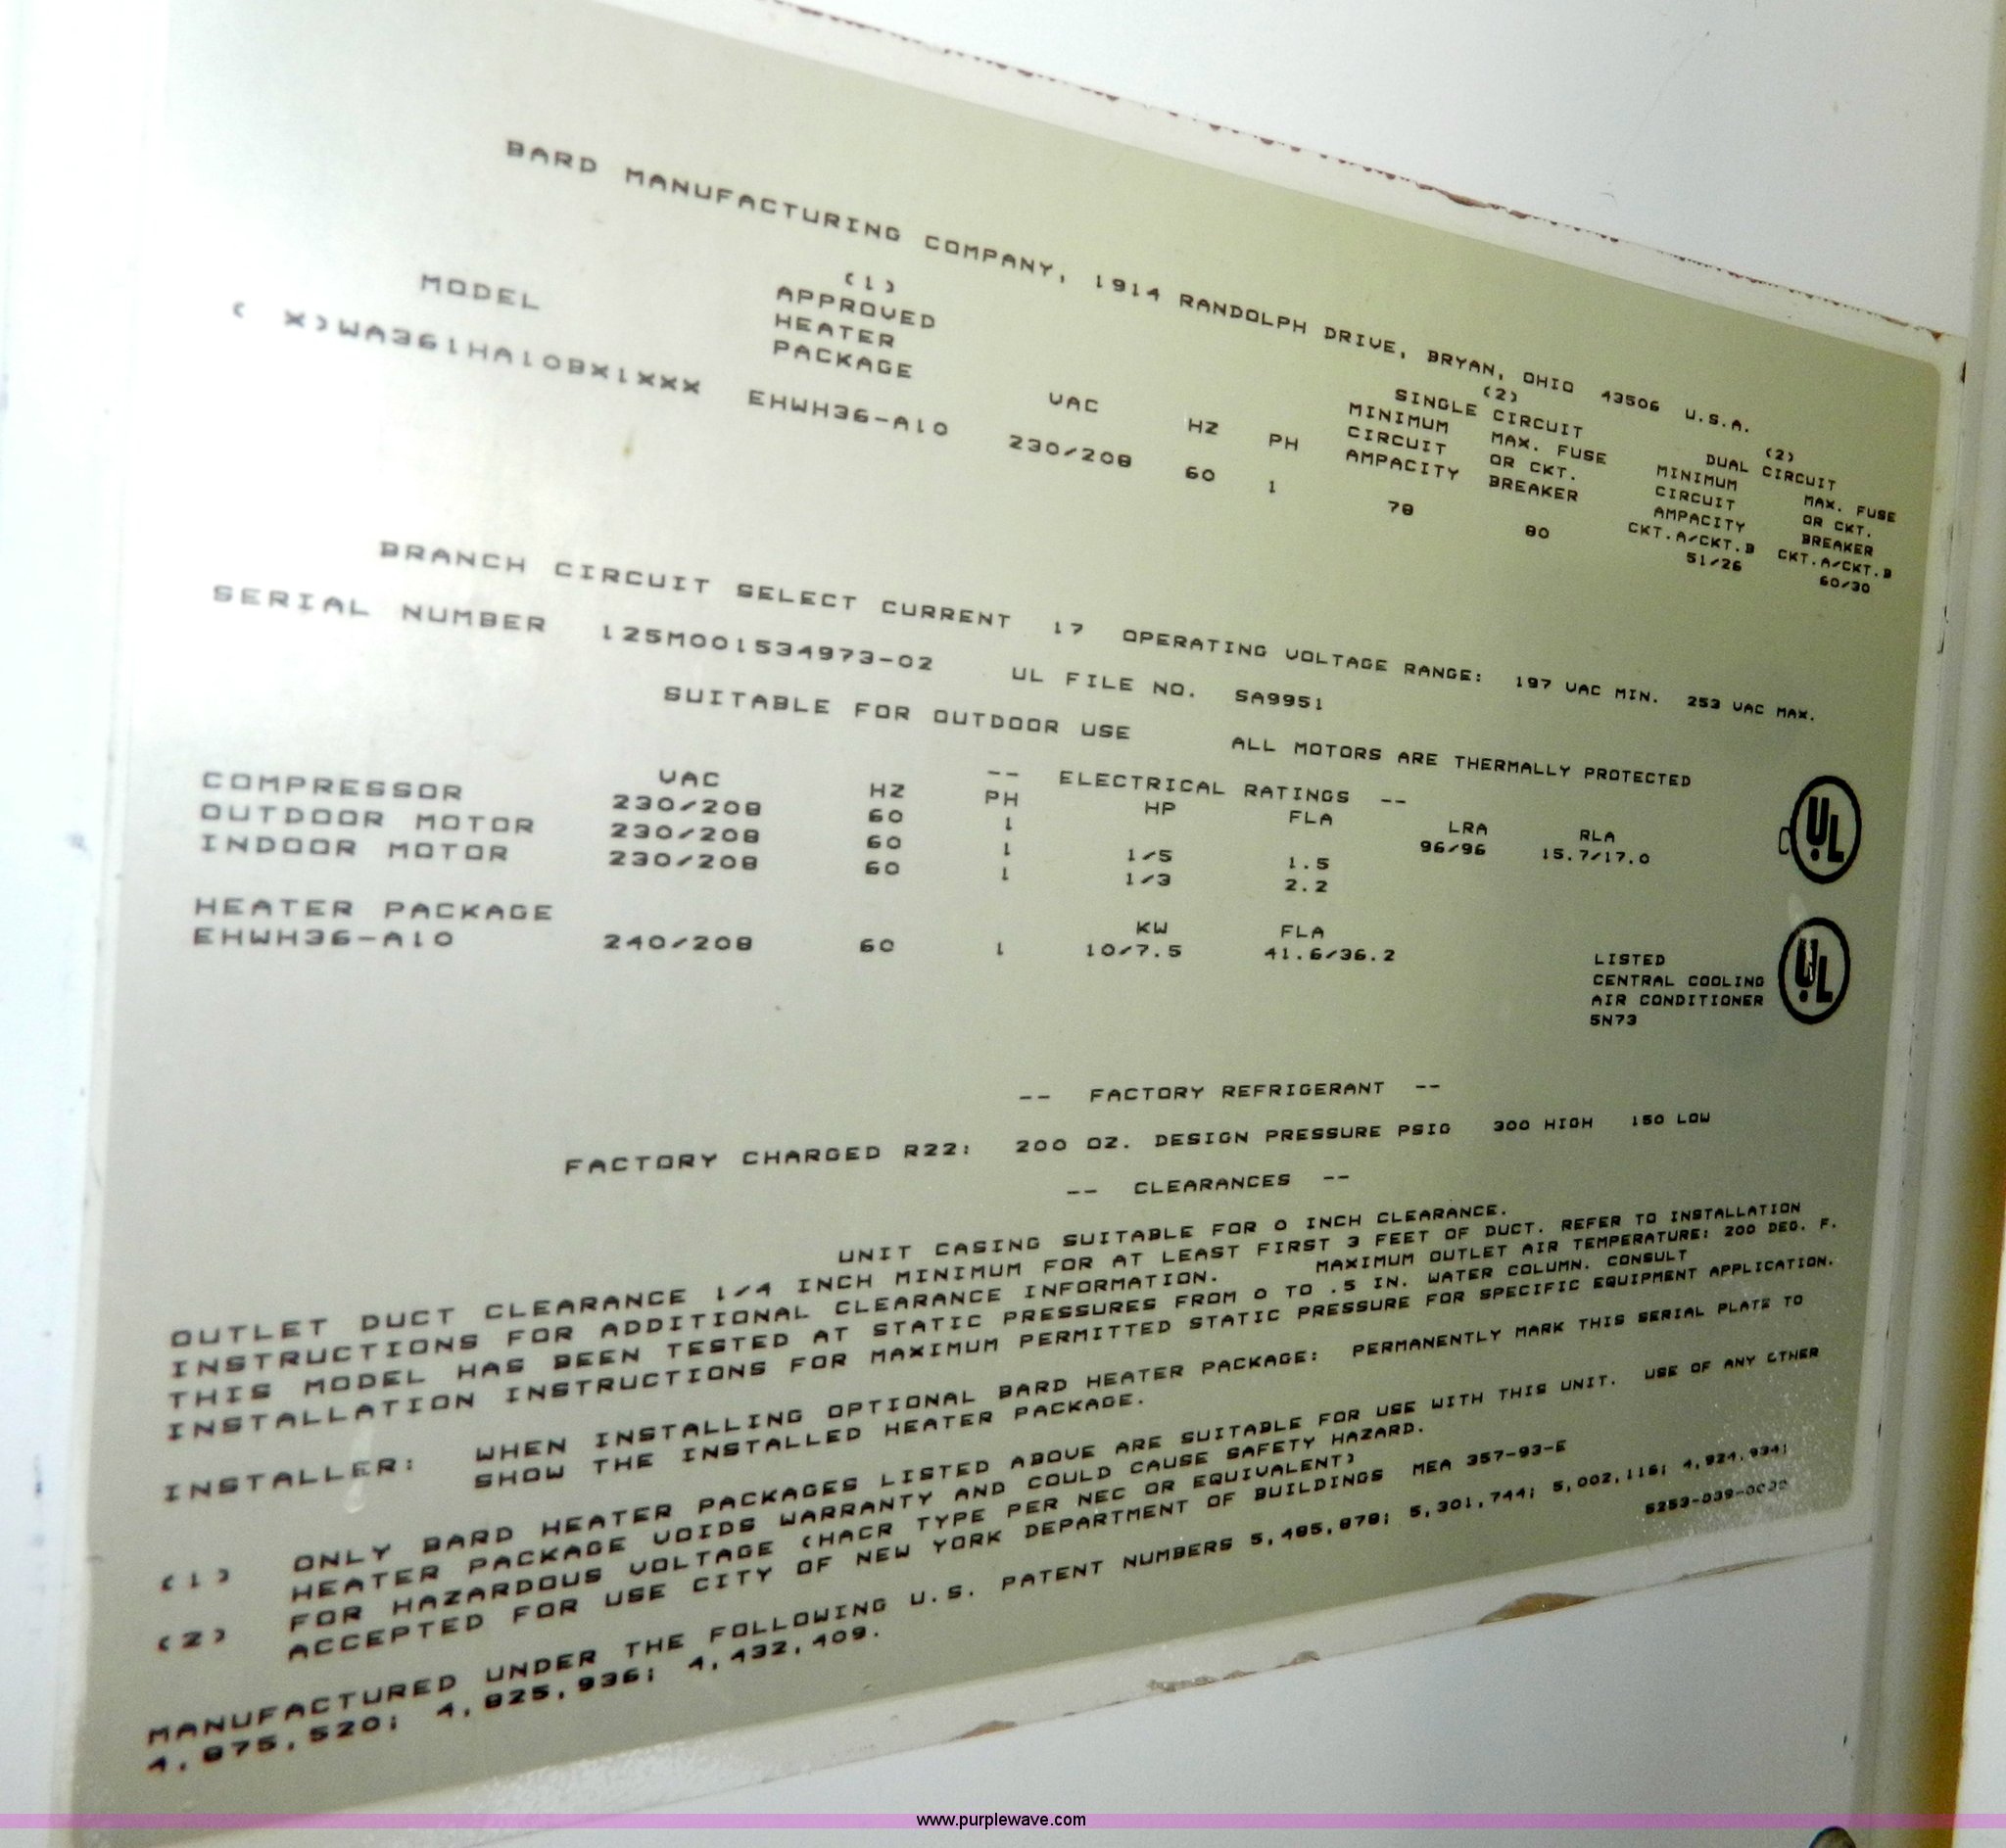 BARD MANUFACTURING COMPANY, 1914 RANDOLPH DRIVE, BRYAN, OHIO 43506 U.S.A.
MODEL
( X)WA361HA10BX1XXX
(1)
APPROVED
HEATER
PACKAGE
EHWH36-A10
VAC
230/208
HZ
60
PH
1
(2)
SINGLE CIRCUIT
MINIMUM
CIRCUIT
AMPACITY
78
MAX. FUSE
OR CKT.
BREAKER
80
(2)
DUAL CIRCUIT
MINIMUM
CIRCUIT
AMPACITY
CKT.A/CKT.B
51/26
MAX. FUSE
OR CKT.
BREAKER
CKT.A/CKT.B
60/30
BRANCH CIRCUIT SELECT CURRENT 17 OPERATING VOLTAGE RANGE: 197 VAC MIN. 253 VAC MAX.
SERIAL NUMBER 125M001534973-02 UL FILE NO. SA9951
SUITABLE FOR OUTDOOR USE ALL MOTORS ARE THERMALLY PROTECTED
-- ELECTRICAL RATINGS --
VAC HZ PH HP FLA LRA RLA
COMPRESSOR 230/208 60 1 96/96 15.7/17.0
OUTDOOR MOTOR 230/208 60 1 1/5 1.5
INDOOR MOTOR 230/208 60 1 1/3 2.2
HEATER PACKAGE KW FLA
EHWH36-A10 240/208 60 1 10/7.5 41.6/36.2
C UL
UL
LISTED
CENTRAL COOLING
AIR CONDITIONER
5N73
-- FACTORY REFRIGERANT --
FACTORY CHARGED R22: 200 OZ. DESIGN PRESSURE PSIG 300 HIGH 150 LOW
-- CLEARANCES --
UNIT CASING SUITABLE FOR 0 INCH CLEARANCE.
OUTLET DUCT CLEARANCE 1/4 INCH MINIMUM FOR AT LEAST FIRST 3 FEET OF DUCT. REFER TO INSTALLATION
INSTRUCTIONS FOR ADDITIONAL CLEARANCE INFORMATION. MAXIMUM OUTLET AIR TEMPERATURE: 200 DEG. F.
THIS MODEL HAS BEEN TESTED AT STATIC PRESSURES FROM 0 TO .5 IN. WATER COLUMN. CONSULT
INSTALLATION INSTRUCTIONS FOR MAXIMUM PERMITTED STATIC PRESSURE FOR SPECIFIC EQUIPMENT APPLICATION.
INSTALLER: WHEN INSTALLING OPTIONAL BARD HEATER PACKAGE: PERMANENTLY MARK THIS SERIAL PLATE TO
SHOW THE INSTALLED HEATER PACKAGE.
(1) ONLY BARD HEATER PACKAGES LISTED ABOVE ARE SUITABLE FOR USE WITH THIS UNIT. USE OF ANY OTHER
HEATER PACKAGE VOIDS WARRANTY AND COULD CAUSE SAFETY HAZARD.
(2) FOR HAZARDOUS VOLTAGE (HACR TYPE PER NEC OR EQUIVALENT)
ACCEPTED FOR USE CITY OF NEW YORK DEPARTMENT OF BUILDINGS MEA 357-93-E
MANUFACTURED UNDER THE FOLLOWING U.S. PATENT NUMBERS 5,485,878; 5,301,744; 5,002,116; 4,924,934;
4,875,520; 4,825,936; 4,432,409.
www.purplewave.com